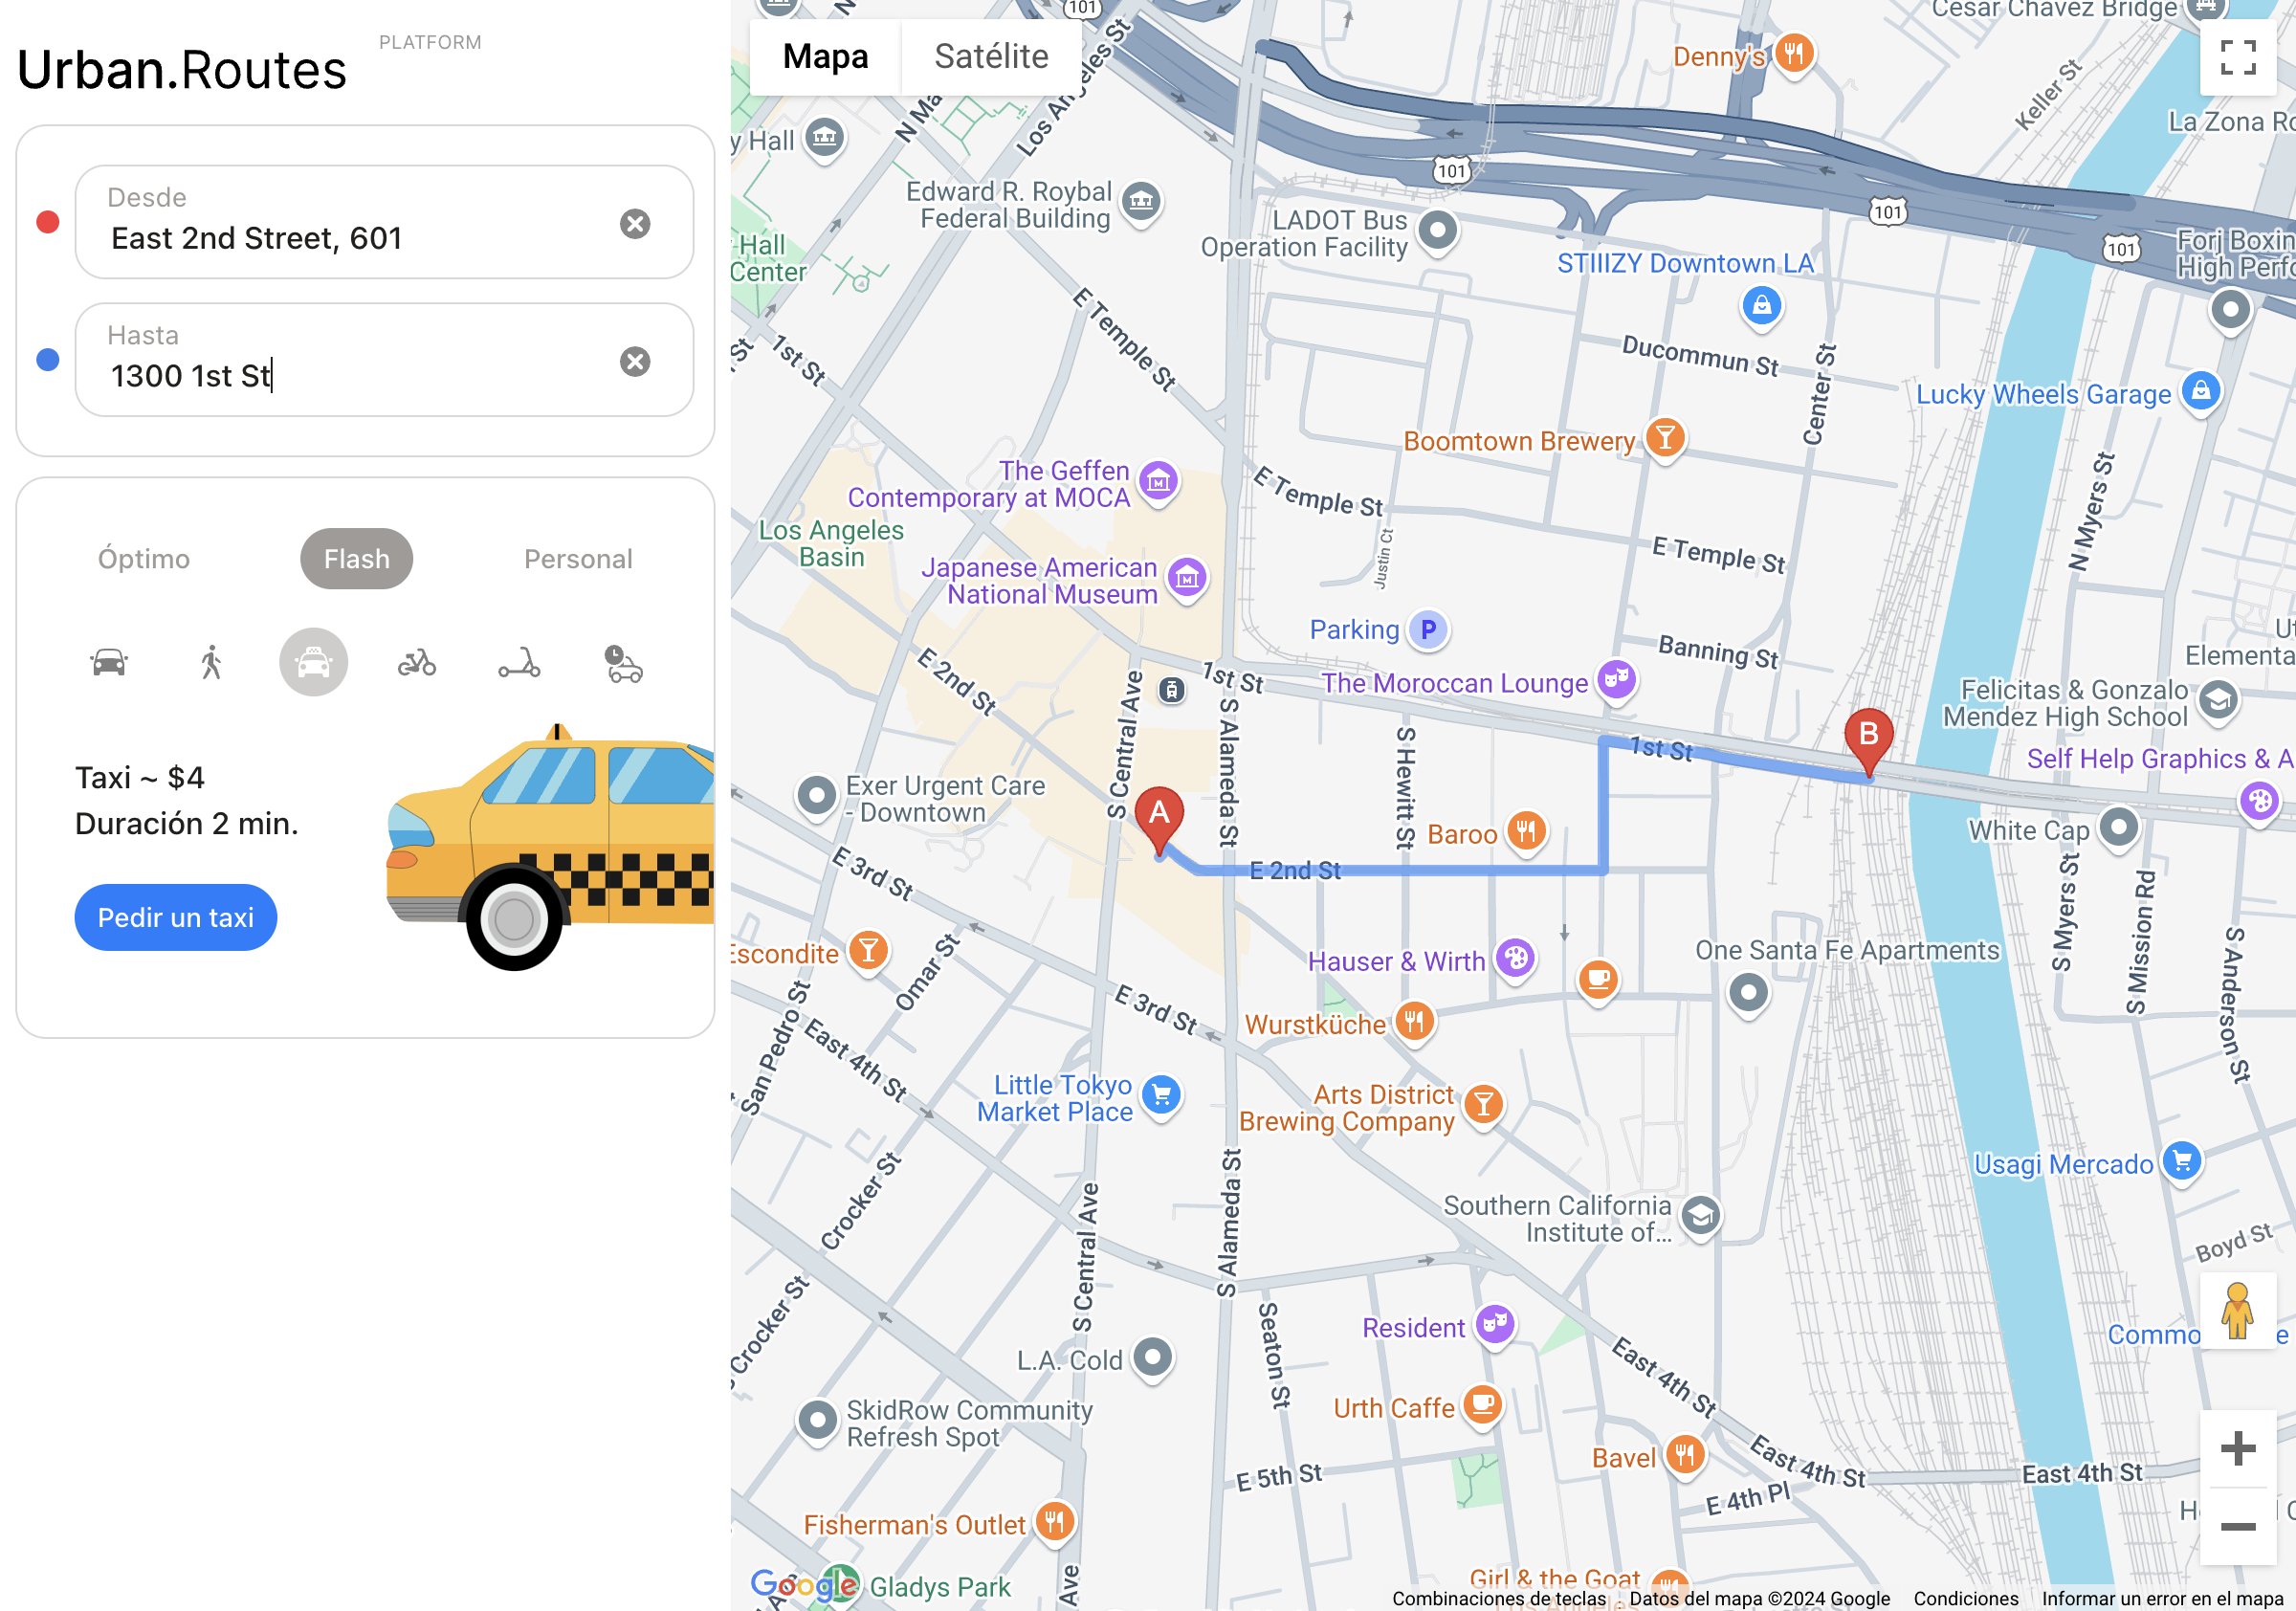 Urban.Routes
PLATFORM
Desde
East 2nd Street, 601
Hasta
1300 1st St
Óptimo
Flash
Personal
Taxi ~ $4
Duración 2 min.
Pedir un taxi
Mapa
Satélite
101
Los Angeles St
Cesar Chavez Bridge
Denny's
Keller St
La Zona
y Hall
Edward R. Roybal
Federal Building
101
101
101
LADOT Bus
Operation Facility
Forj
High
Hall
Center
STIIIZY Downtown LA
E Temple St
1st St
Ducommun St
Center St
Lucky Wheels Garage
Boomtown Brewery
The Geffen
Contemporary at MOCA
E Temple St
N Myers St
Los Angeles
Basin
Justin Ct
E Temple St
Japanese American
National Museum
Parking
P
Banning St
E 2nd St
1st St
The Moroccan Lounge
Felicitas & Gonzalo
Mendez High School
S Central Ave
S Alameda St
S Hewitt St
1st St
B
Self Help Graphics & A
Exer Urgent Care
- Downtown
A
Baroo
White Cap
E 3rd St
E 2nd St
S Myers St
S Mission Rd
Escondite
Omar St
Hauser & Wirth
One Santa Fe Apartments
S Anderson St
San Pedro St
E 3rd St
Wurstküche
East 4th St
Little Tokyo
Market Place
Arts District
Brewing Company
Crocker St
S Alameda St
Usagi Mercado
S Central Ave
Southern California
Institute of...
Boyd St
Crocker St
Seaton St
Resident
L.A. Cold
East 4th St
SkidRow Community
Refresh Spot
Urth Caffe
Bavel
East 4th St
East 4th St
E 5th St
E 4th Pl
Fisherman's Outlet
Ave
Google
Gladys Park
Girl & the Goat
Los Angeles
Combinaciones de teclas
Datos del mapa ©2024 Google
Condiciones
Informar un error en el mapa